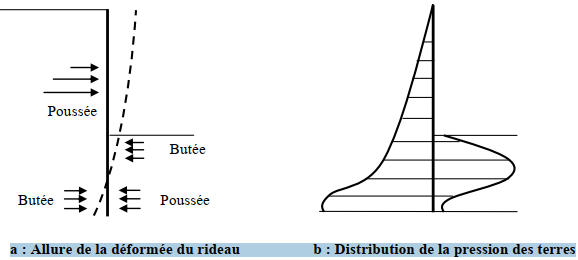 Poussée
Butée
Butée
Poussée
a : Allure de la déformée du rideau
b : Distribution de la pression des terres